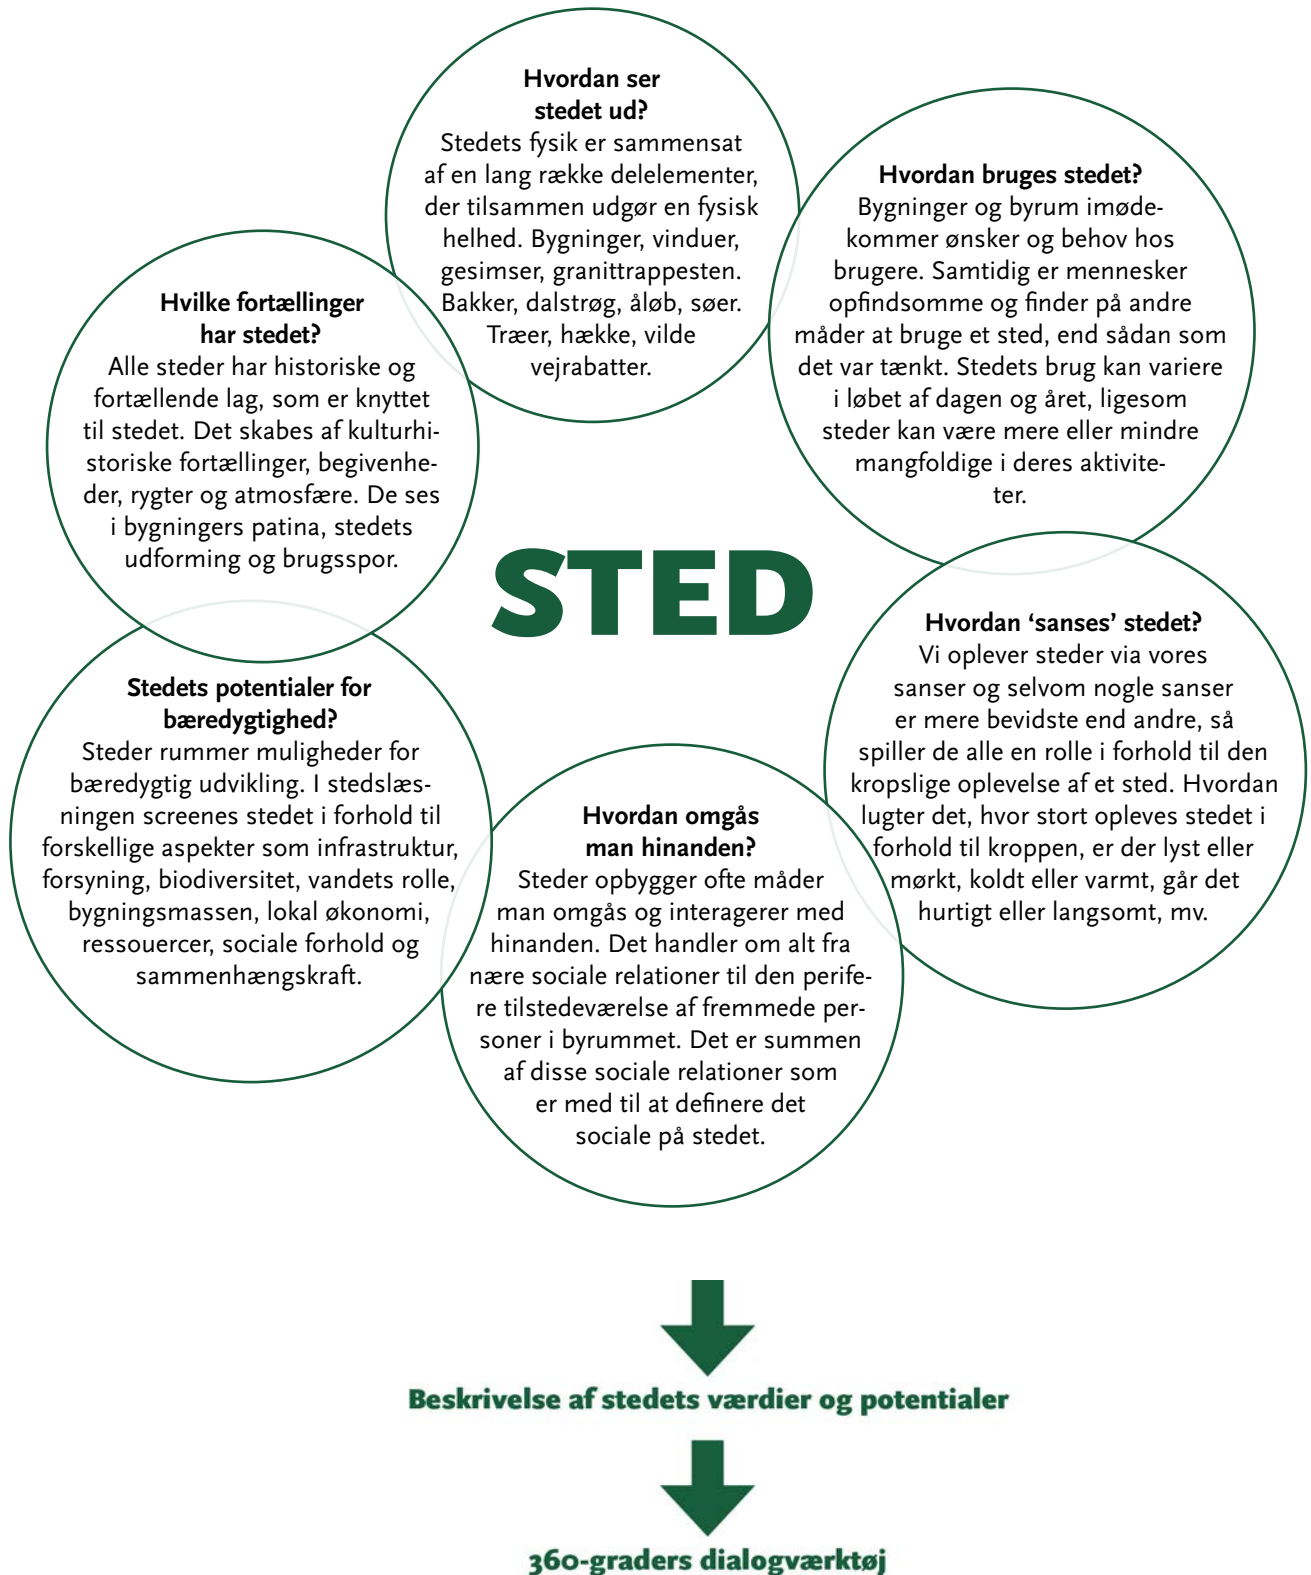 Hvordan ser
stedet ud?
Stedets fysik er sammensat
af en lang række delelementer,
der tilsammen udgør en fysisk
helhed. Bygninger, vinduer,
gesimser, granittrappesten.
Bakker, dalstrøg, åløb, søer.
Træer, hække, vilde
vejrabatter.
Hvordan bruges stedet?
Bygninger og byrum imøde-
kommer ønsker og behov hos
brugere. Samtidig er mennesker
opfindsomme og finder på andre
måder at bruge et sted, end sådan som
det var tænkt. Stedets brug kan variere
i løbet af dagen og året, ligesom
steder kan være mere eller mindre
mangfoldige i deres aktivite-
ter.
Hvilke fortællinger
har stedet?
Alle steder har historiske og
fortællende lag, som er knyttet
til stedet. Det skabes af kulturhi-
storiske fortællinger, begivenhe-
der, rygter og atmosfære. De ses
i bygningers patina, stedets
udforming og brugsspor.
STED
Hvordan ‘sanses’ stedet?
Vi oplever steder via vores
sanser og selvom nogle sanser
er mere bevidste end andre, så
spiller de alle en rolle i forhold til den
kropslige oplevelse af et sted. Hvordan
lugter det, hvor stort opleves stedet i
forhold til kroppen, er der lyst eller
mørkt, koldt eller varmt, går det
hurtigt eller langsomt, mv.
Stedets potentialer for
bæredygtighed?
Steder rummer muligheder for
bæredygtig udvikling. I stedslæs-
ningen screenes stedet i forhold til
forskellige aspekter som infrastruktur,
forsyning, biodiversitet, vandets rolle,
bygningsmassen, lokal økonomi,
ressouercer, sociale forhold og
sammenhængskraft.
Hvordan omgås
man hinanden?
Steder opbygger ofte måder
man omgås og interagerer med
hinanden. Det handler om alt fra
nære sociale relationer til den perife-
re tilstedeværelse af fremmede per-
soner i byrummet. Det er summen
af disse sociale relationer som
er med til at definere det
sociale på stedet.
Beskrivelse af stedets værdier og potentialer
360-graders dialogværktøj